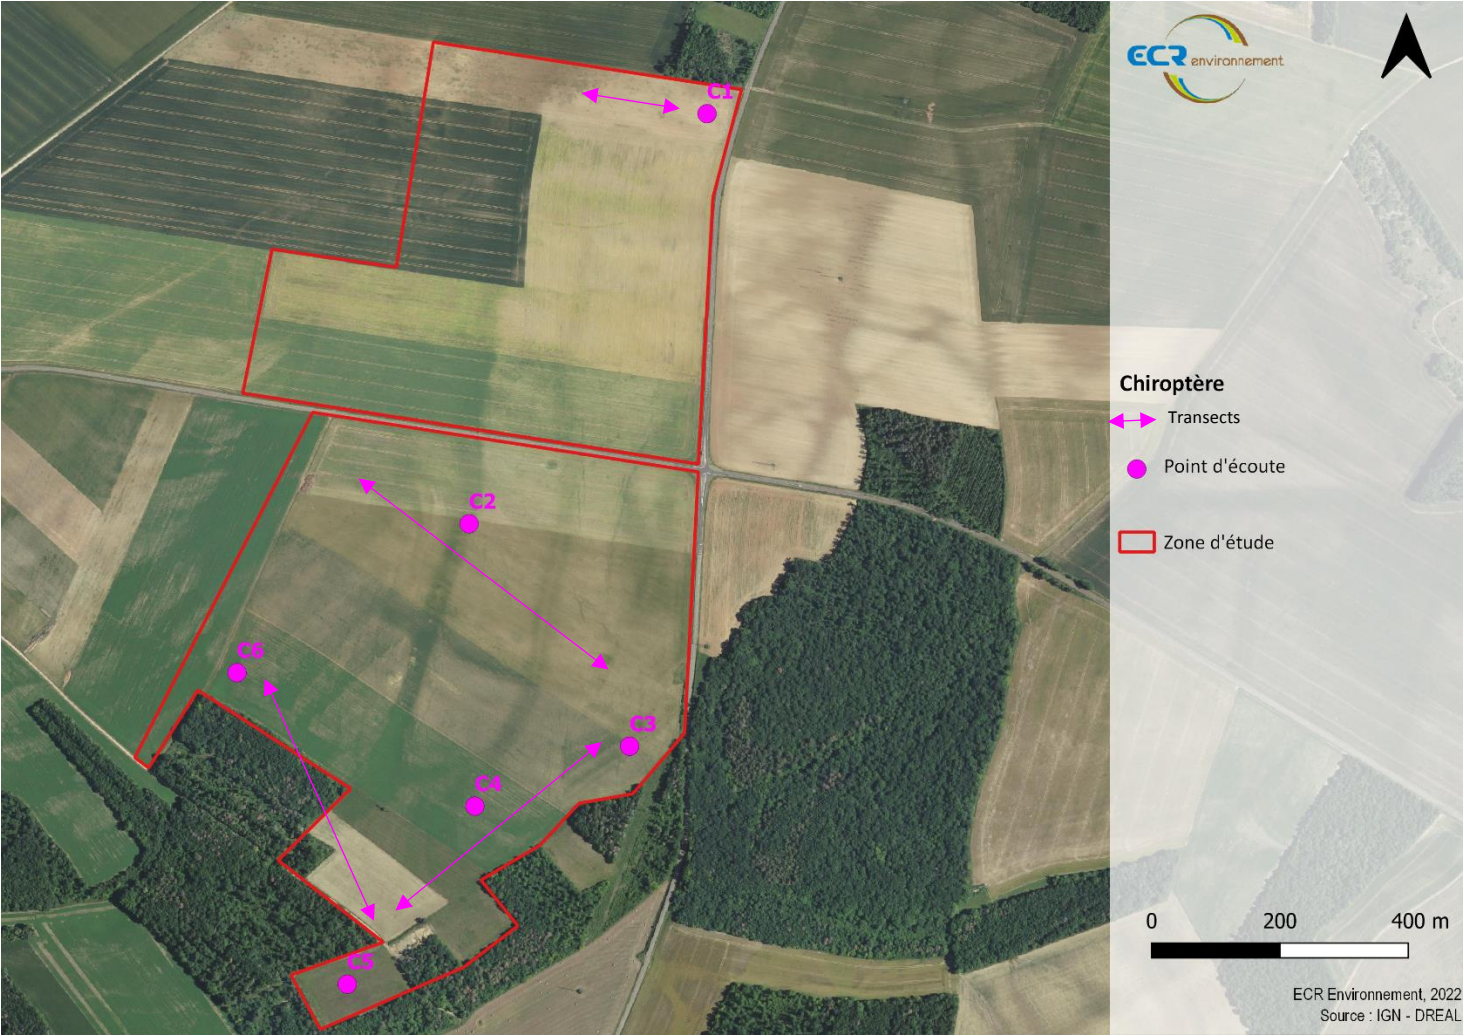 ECR environnement
C1
C2
C6
C3
C4
C5
Chiroptère
Transects
Point d'écoute
Zone d'étude
0 200 400 m
ECR Environnement, 2022
Source : IGN - DREAL